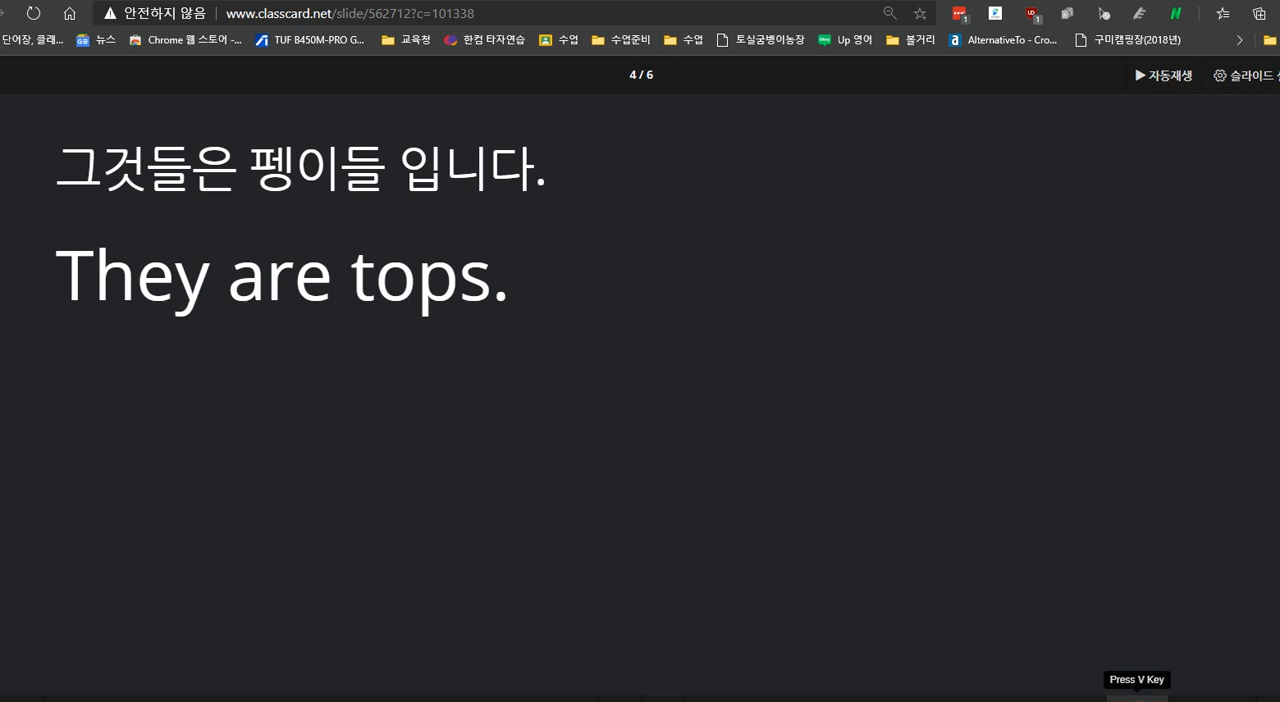 안전하지 않음 www.classcard.net/slide/562712?c=101338
단어장, 클래... 뉴스 Chrome 웹 스토어 -... TUF B450M-PRO G... 교육청 한컴 타자연습 수업 수업준비 수업 토실궁뱅이농장 Up 영어 볼거리 AlternativeTo - Cro... 구미캠핑장(2018년)
4 / 6 자동재생 슬라이드
그것들은 펭이들 입니다.
They are tops.
Press V Key